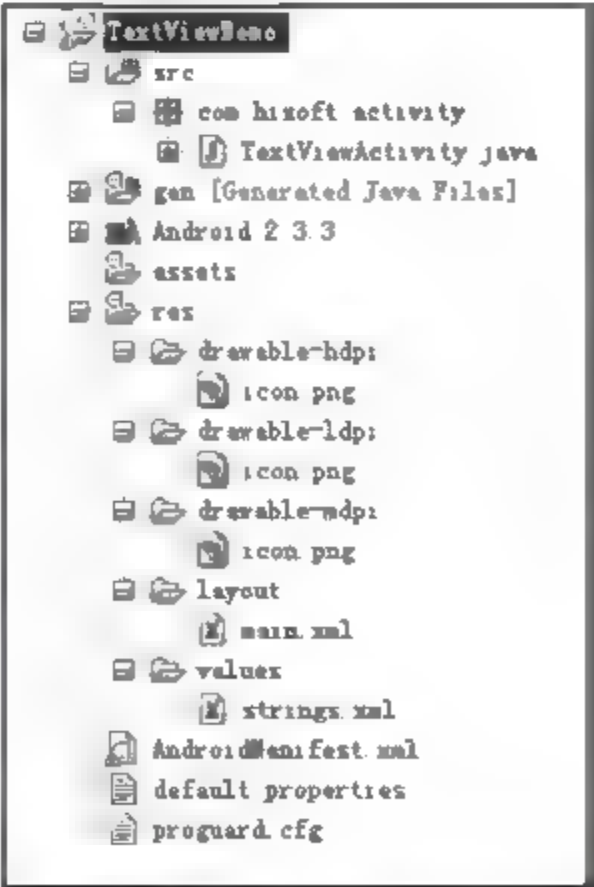 TextViewDemo
src
com.hisoft.activity
TextViewActivity.java
gen [Generated Java Files]
Android 2.3.3
assets
res
drawable-hdpi
icon.png
drawable-ldpi
icon.png
drawable-mdpi
icon.png
layout
main.xml
values
strings.xml
AndroidManifest.xml
default.properties
proguard.cfg